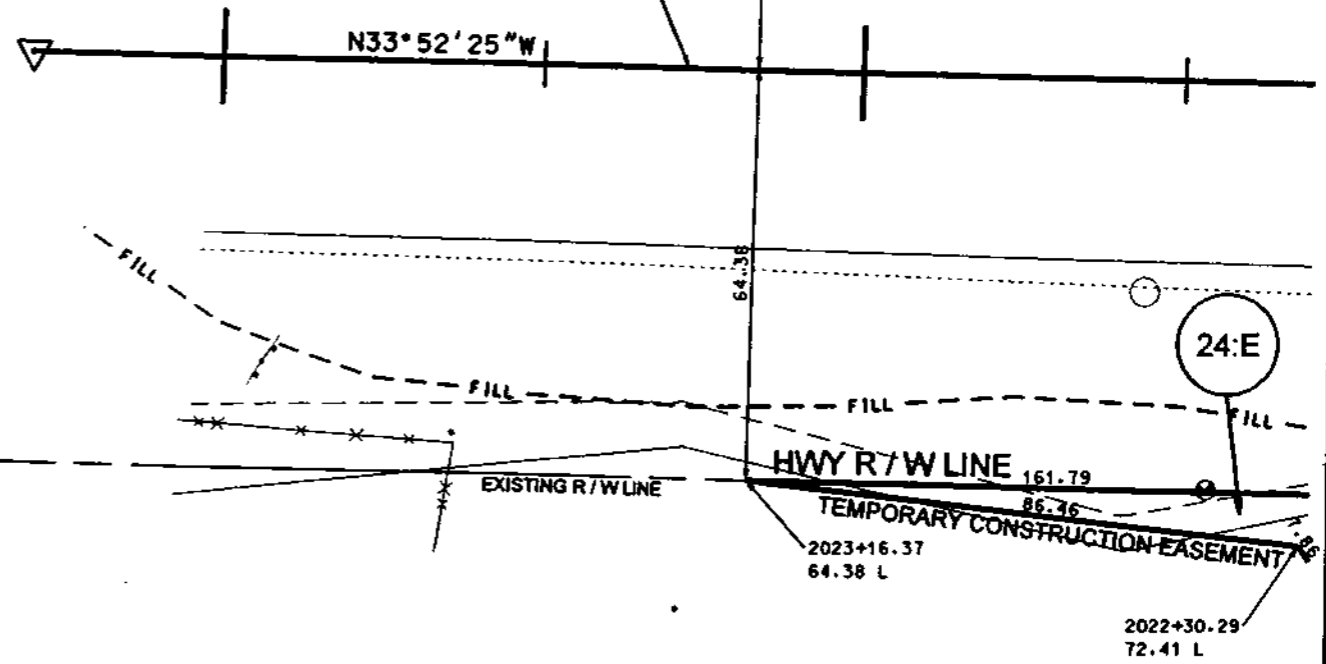 N33°52'25"W
64.38
FILL
24:E
FILL
FILL
FILL
HWY R/W LINE
161.79
EXISTING R/W LINE
86.46
TEMPORARY CONSTRUCTION EASEMENT
2023+16.37
64.38 L
2022+30.29
72.41 L